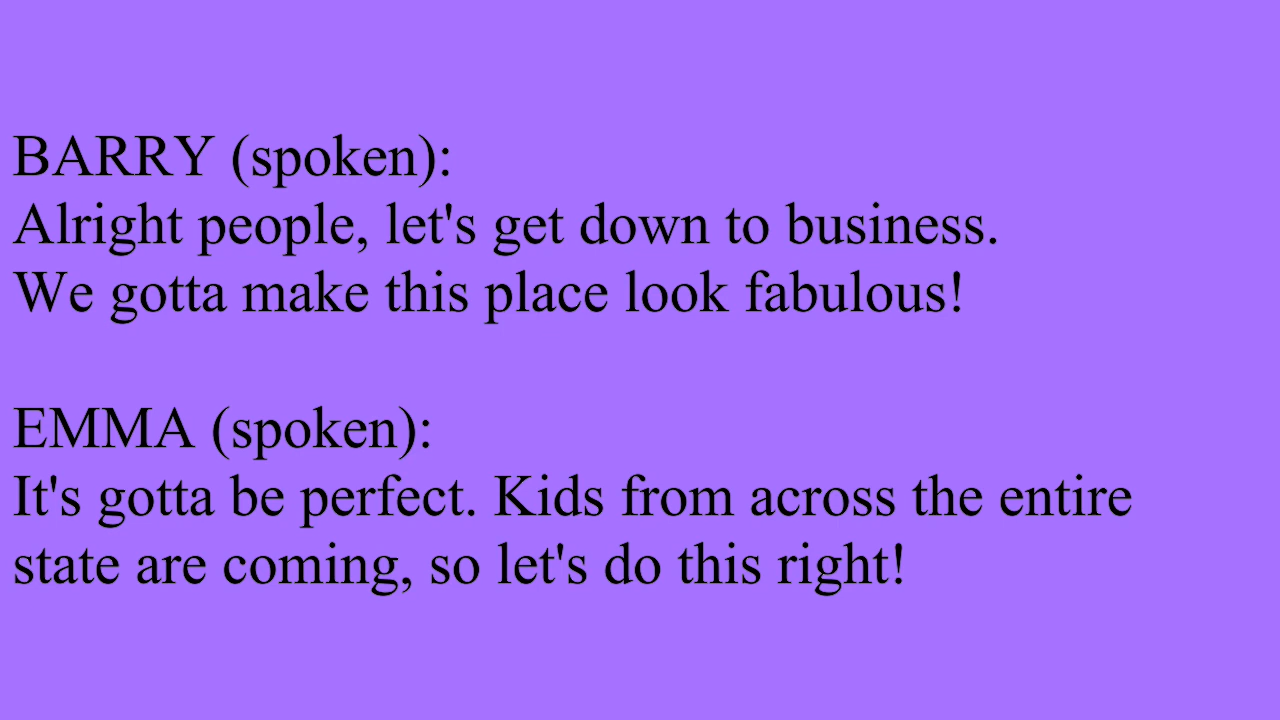 BARRY (spoken):
Alright people, let's get down to business.
We gotta make this place look fabulous!
EMMA (spoken):
It's gotta be perfect. Kids from across the entire
state are coming, so let's do this right!